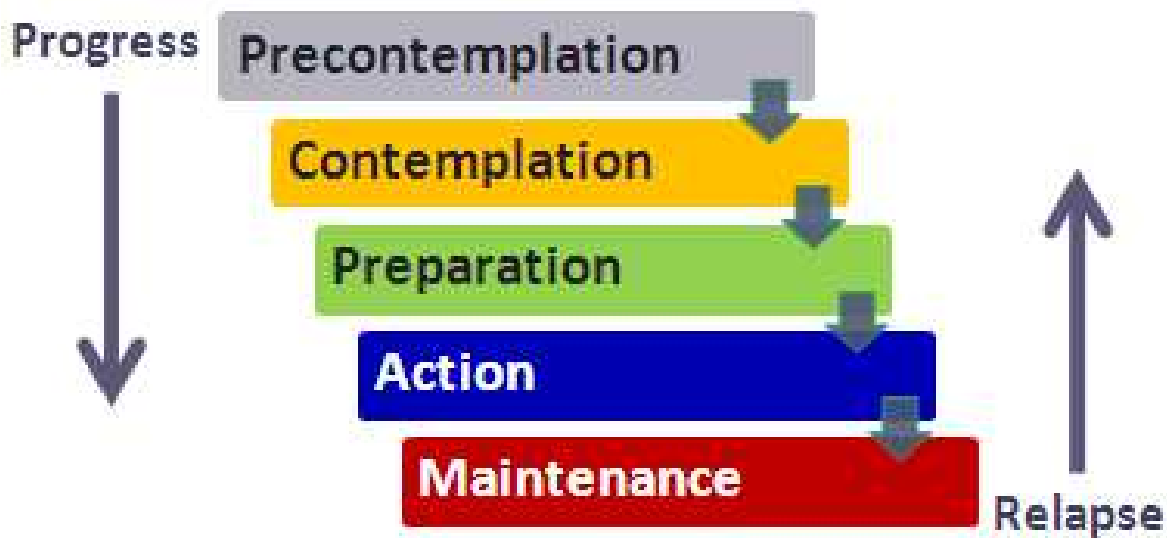 Progress
Precontemplation
Contemplation
Preparation
Action
Maintenance
Relapse